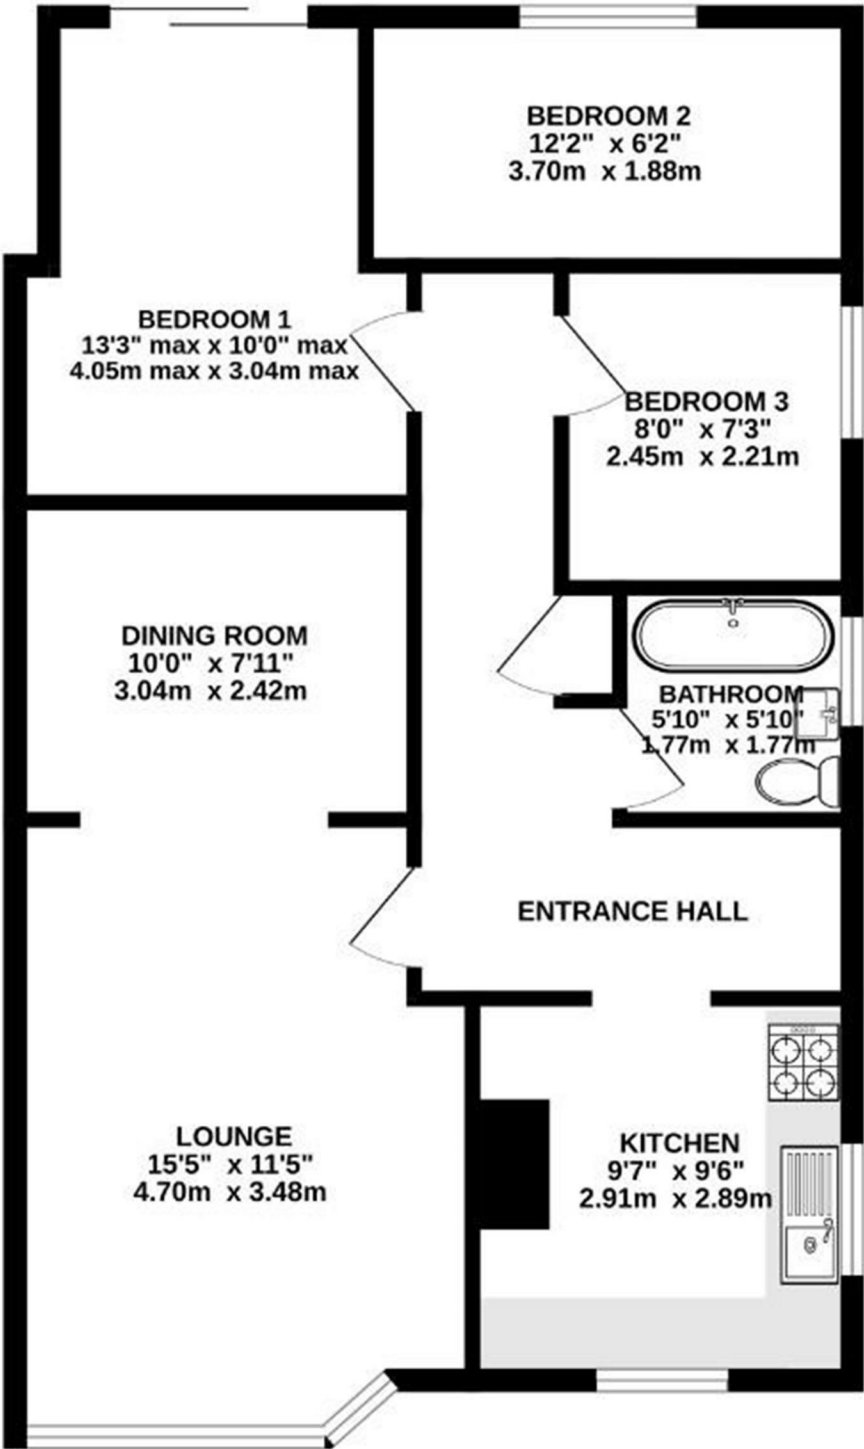 BEDROOM 2
12'2" x 6'2"
3.70m x 1.88m
BEDROOM 1
13'3" max x 10'0" max
4.05m max x 3.04m max
BEDROOM 3
8'0" x 7'3"
2.45m x 2.21m
DINING ROOM
10'0" x 7'11"
3.04m x 2.42m
BATHROOM
5'10" x 5'10"
1.77m x 1.77m
ENTRANCE HALL
LOUNGE
15'5" x 11'5"
4.70m x 3.48m
KITCHEN
9'7" x 9'6"
2.91m x 2.89m